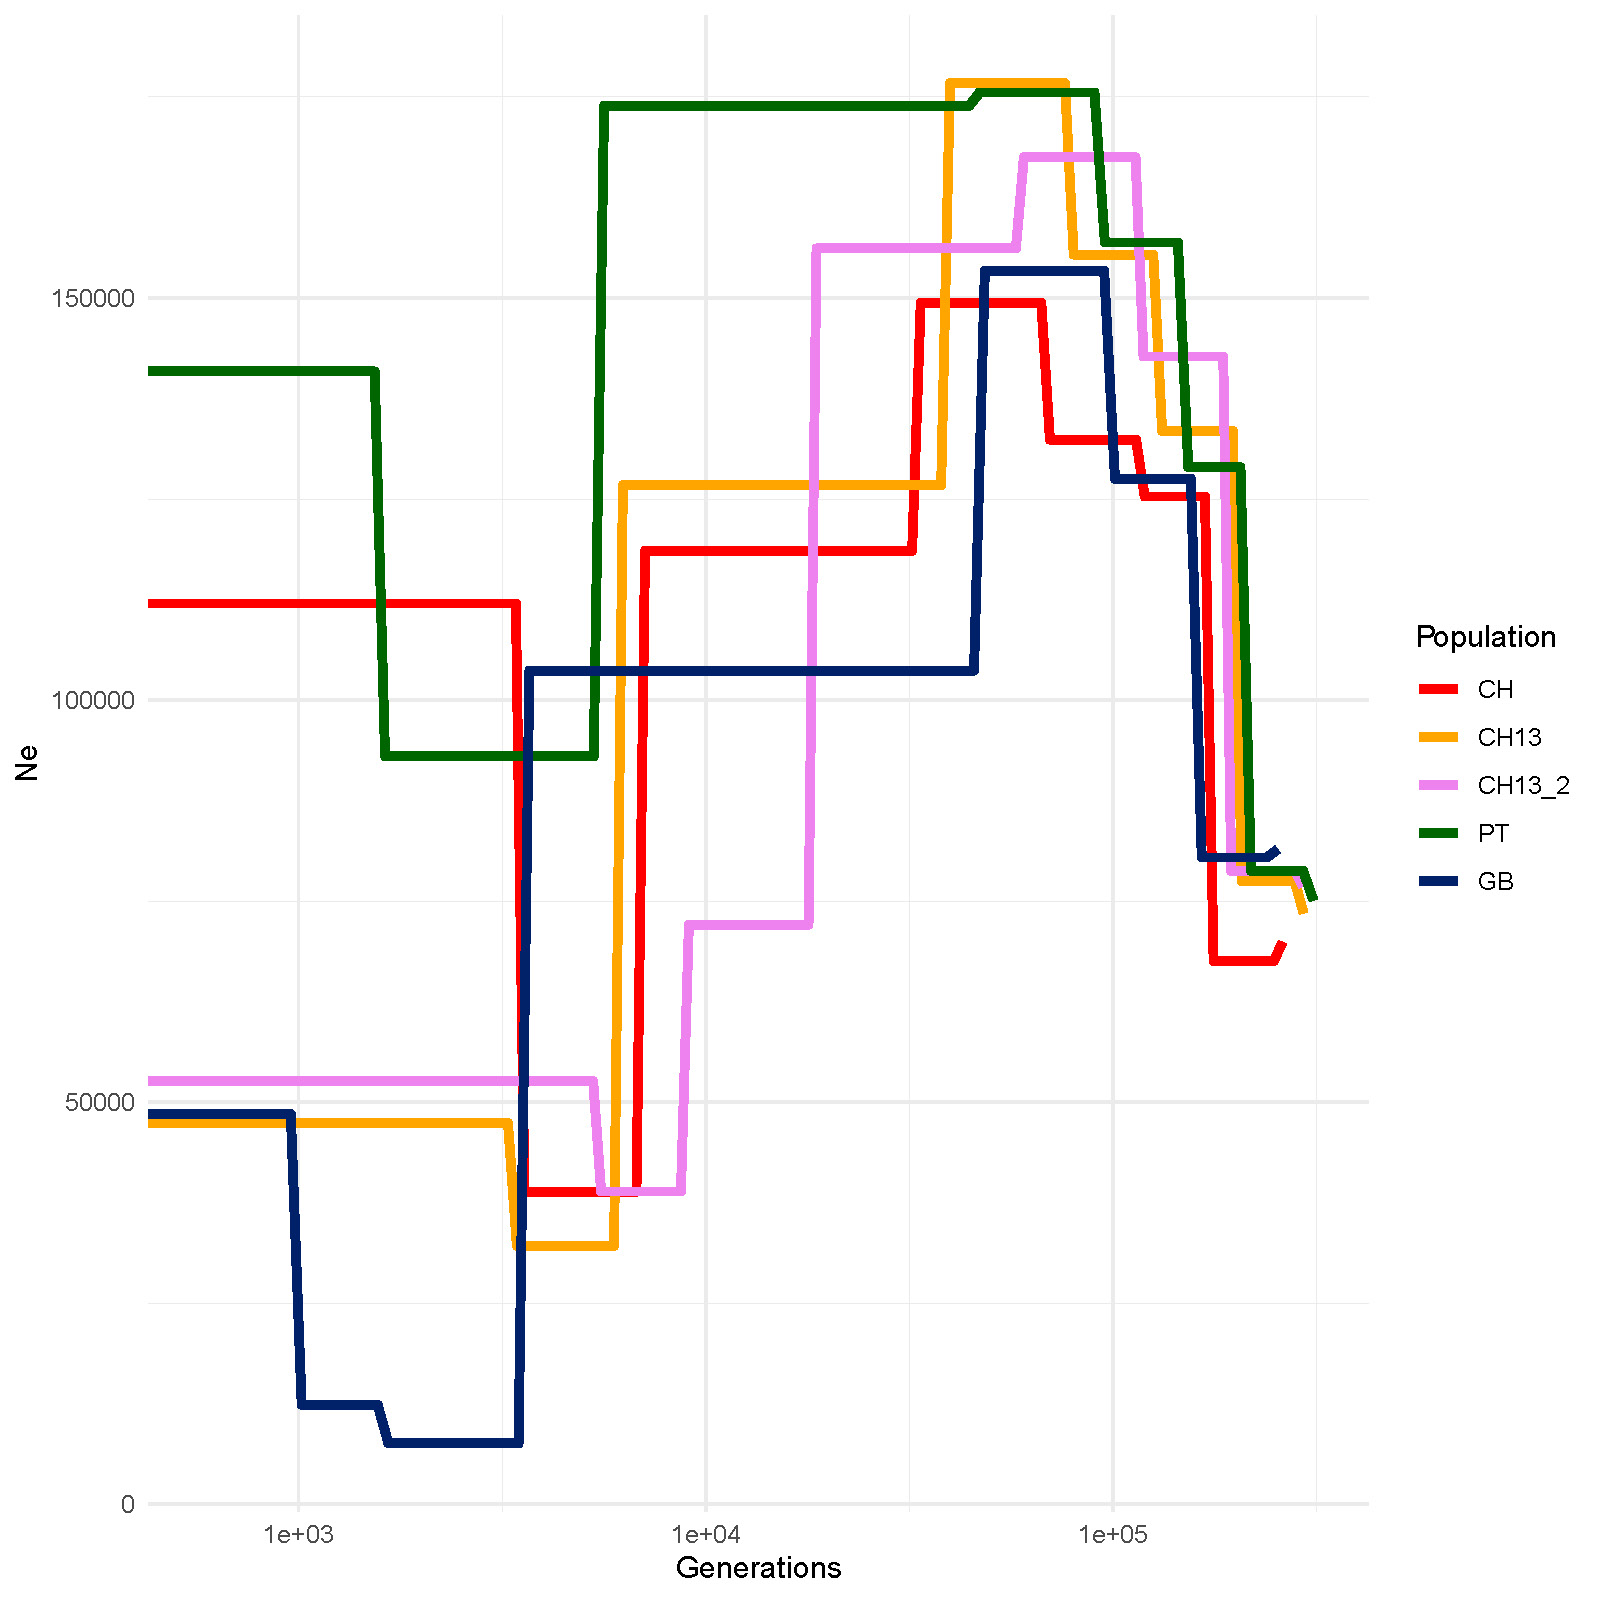 150000
100000
50000
0
Ne
1e+03
1e+04
1e+05
Generations
Population
CH
CH13
CH13_2
PT
GB